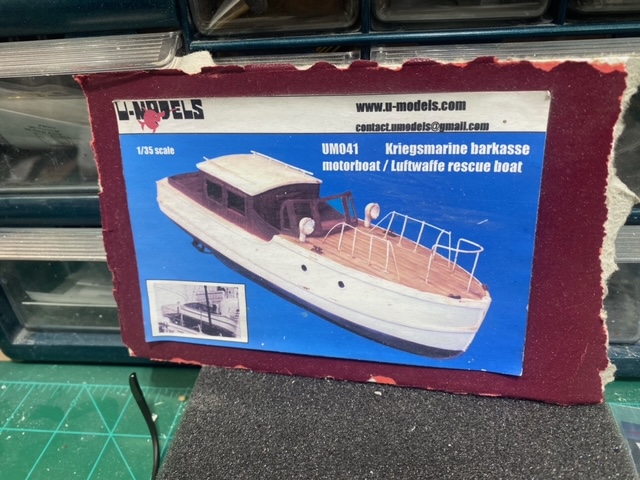 U-MODELS
www.u-models.com
contact.umodels@gmail.com
1/35 scale
UM041 Kriegsmarine barkasse
motorboat / Luftwaffe rescue boat